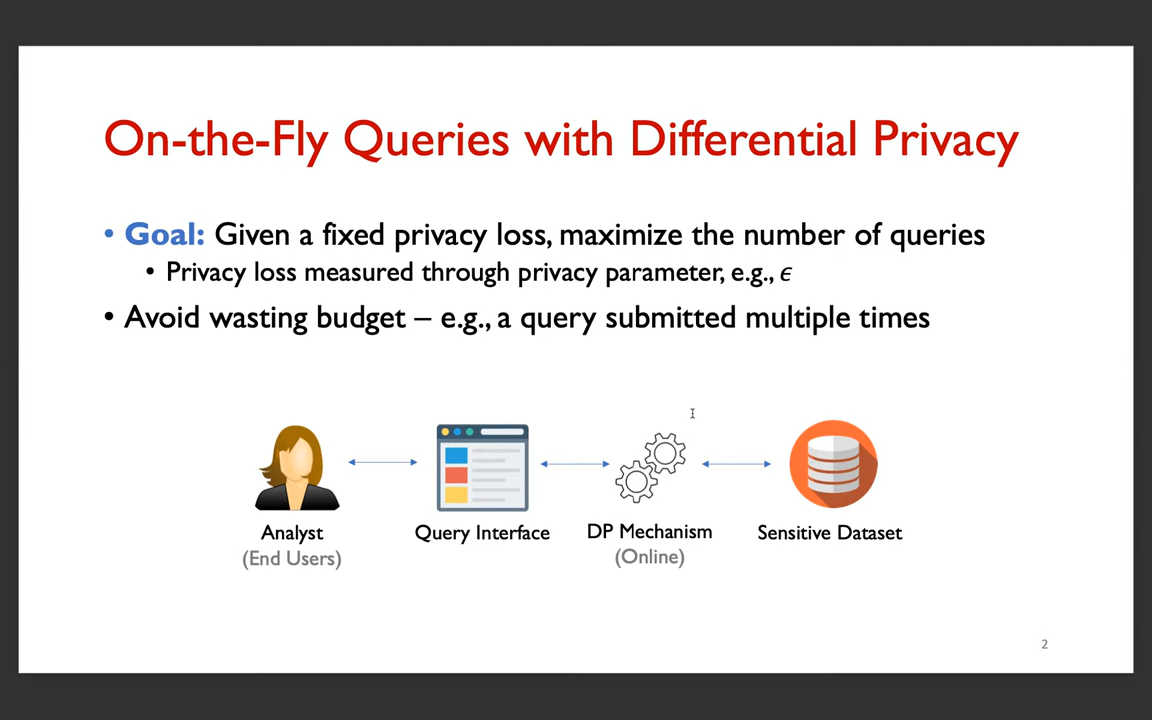 On-the-Fly Queries with Differential Privacy
• Goal: Given a fixed privacy loss, maximize the number of queries
• Privacy loss measured through privacy parameter, e.g., ϵ
• Avoid wasting budget – e.g., a query submitted multiple times
Analyst
(End Users)
Query Interface
DP Mechanism
(Online)
Sensitive Dataset
2